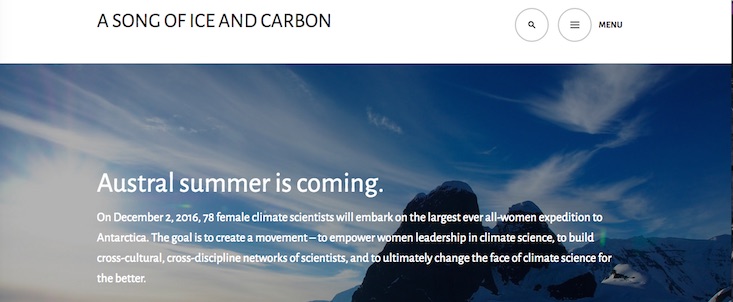 A SONG OF ICE AND CARBON
MENU
Austral summer is coming.
On December 2, 2016, 78 female climate scientists will embark on the largest ever all-women expedition to
Antarctica. The goal is to create a movement – to empower women leadership in climate science, to build
cross-cultural, cross-discipline networks of scientists, and to ultimately change the face of climate science for
the better.